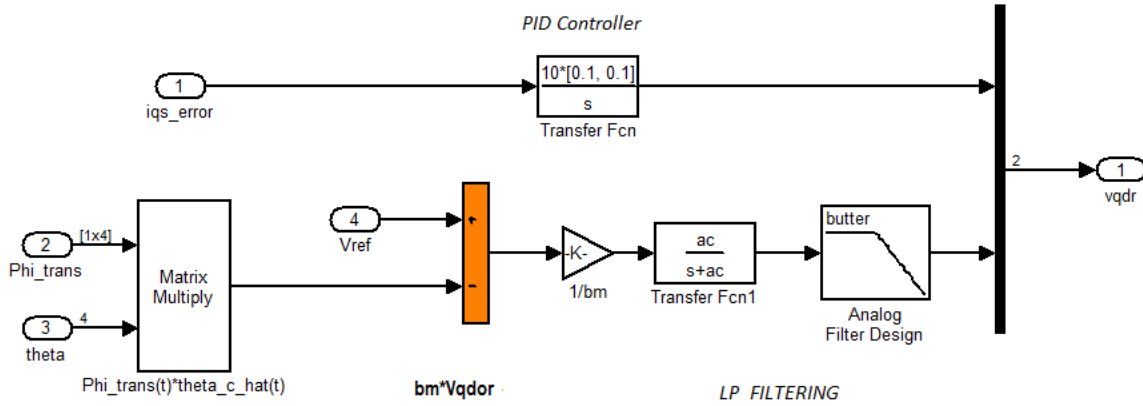 PID Controller
1
iqs_error
10*[0.1, 0.1]
s
Transfer Fcn
2
1
vqdr
4
Vref
2
[1x4]
Phi_trans
Matrix
Multiply
3
4
theta
Phi_trans(t)*theta_c_hat(t)
+
-
bm*Vqdor
-K-
1/bm
ac
s+ac
Transfer Fcn1
butter
Analog
Filter Design
LP FILTERING